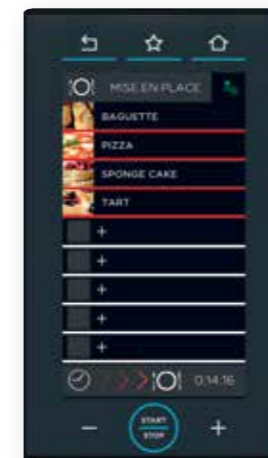 MISE EN PLACE
BAGUETTE
PIZZA
SPONGE CAKE
TART
+
+
+
+
+
0:14:16
− START STOP +